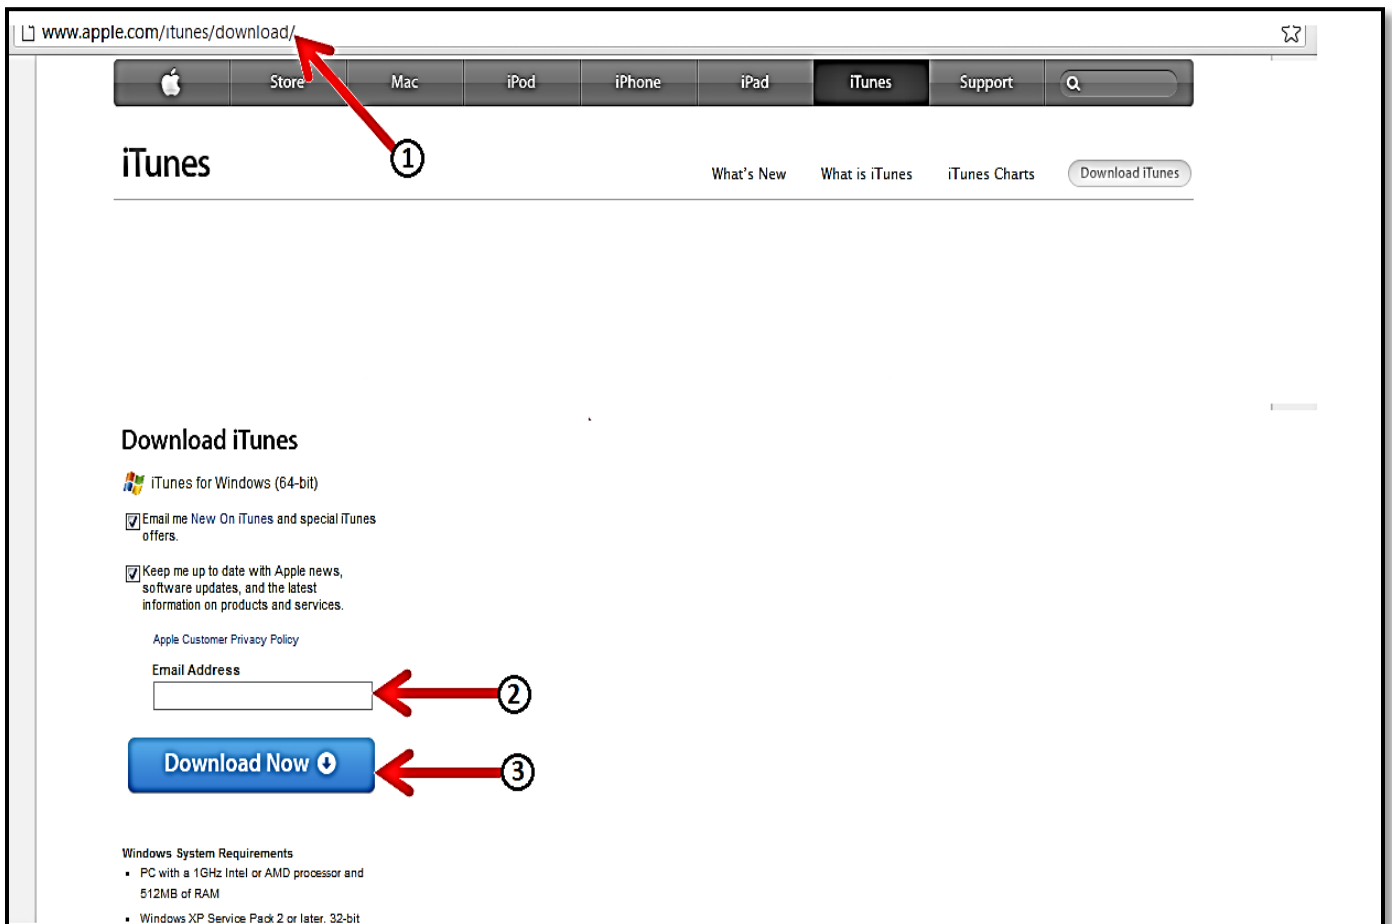 www.apple.com/itunes/download/
Store Mac iPod iPhone iPad iTunes Support
1
iTunes
What's New What is iTunes iTunes Charts Download iTunes
Download iTunes
iTunes for Windows (64-bit)
Email me New On iTunes and special iTunes
offers.
Keep me up to date with Apple news,
software updates, and the latest
information on products and services.
Apple Customer Privacy Policy
Email Address
2
Download Now
3
Windows System Requirements
▪ PC with a 1GHz Intel or AMD processor and
512MB of RAM
▪ Windows XP Service Pack 2 or later, 32-bit